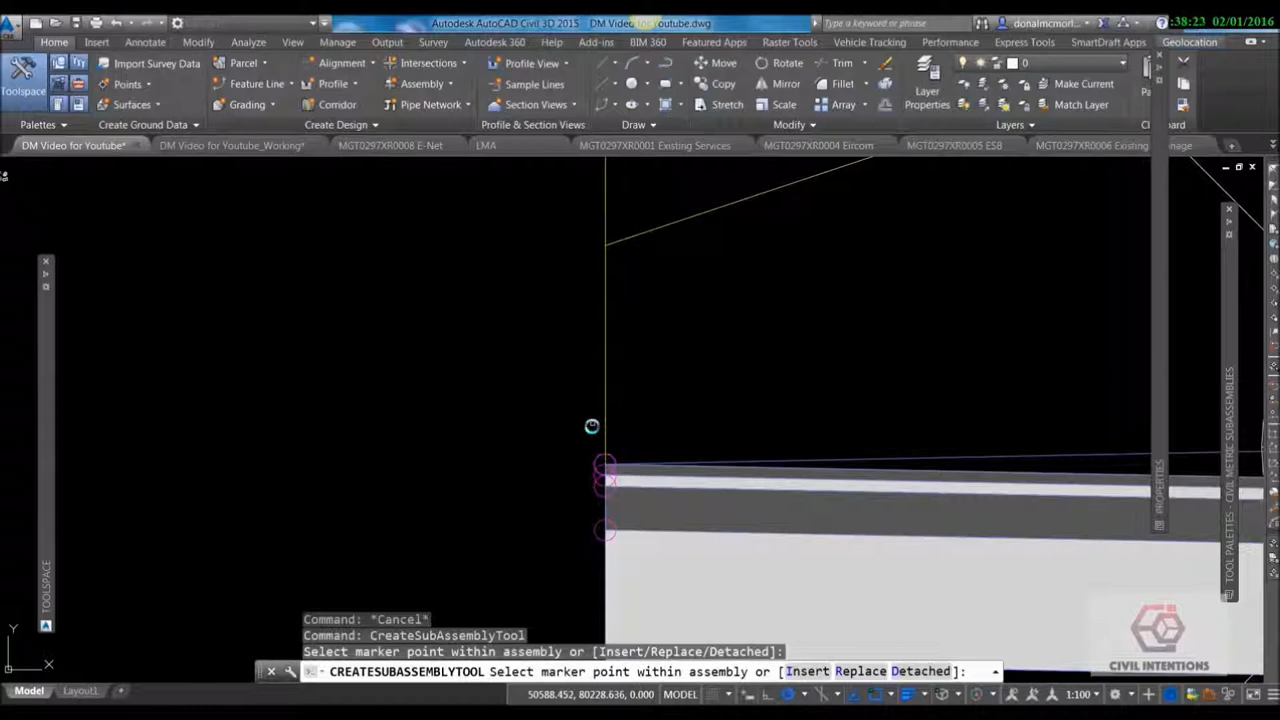 Autodesk AutoCAD Civil 3D 2015 DM Video for Youtube.dwg
Type a keyword or phrase
donalmcmorl...
:38:23 02/01/2016
Home Insert Annotate Modify Analyze View Manage Output Survey Autodesk 360 Help Add-ins BIM 360 Featured Apps Raster Tools Vehicle Tracking Performance Express Tools SmartDraft Apps Geolocation
Toolspace
Import Survey Data
Points
Surfaces
Parcel
Feature Line
Grading
Alignment
Profile
Corridor
Intersections
Assembly
Pipe Network
Profile View
Sample Lines
Section Views
Move
Copy
Stretch
Rotate
Mirror
Scale
Trim
Fillet
Array
Layer
Properties
0
Make Current
Match Layer
Palettes
Create Ground Data
Create Design
Profile & Section Views
Draw
Modify
Layers
DM Video for Youtube*
DM Video for Youtube_Working*
MGT0297XR0008 E-Net
LMA
MGT0297XR0001 Existing Services
MGT0297XR0004 Eircom
MGT0297XR0005 ESB
MGT0297XR0006 Existing
TOOLSPACE
PROPERTIES
TOOL PALETTES - CIVIL METRIC SUBASSEMBLIES
Command: *Cancel*
Command: CreateSubAssemblyTool
Select marker point within assembly or [Insert/Replace/Detached]:
CREATESUBASSEMBLYTOOL Select marker point within assembly or [Insert Replace Detached]:
CIVIL INTENTIONS
Y
X
Model
Layout1
50588.452, 80228.636, 0.000
MODEL
1:100